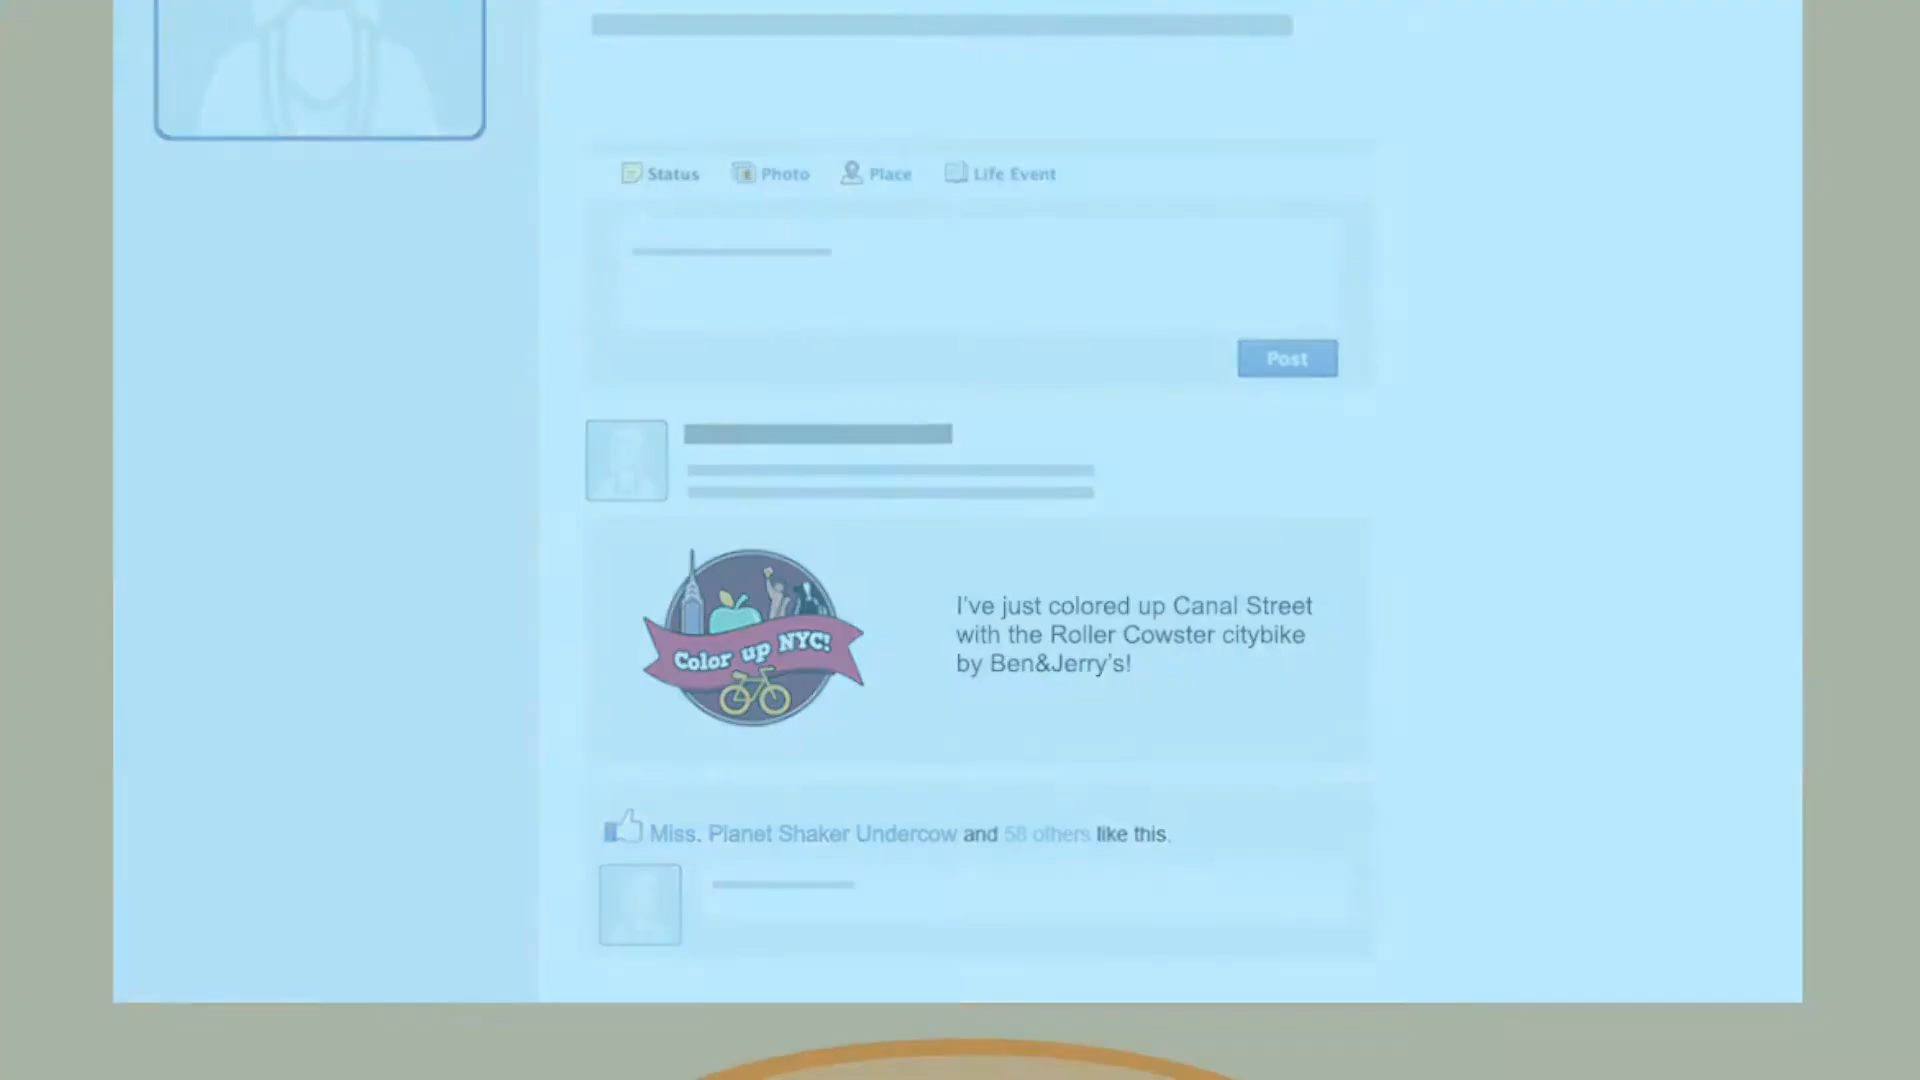 Status Photo Place Life Event
Post
I've just colored up Canal Street
with the Roller Cowster citybike
by Ben&Jerry's!
Color up NYC!
Miss. Planet Shaker Undercow and 58 others like this.